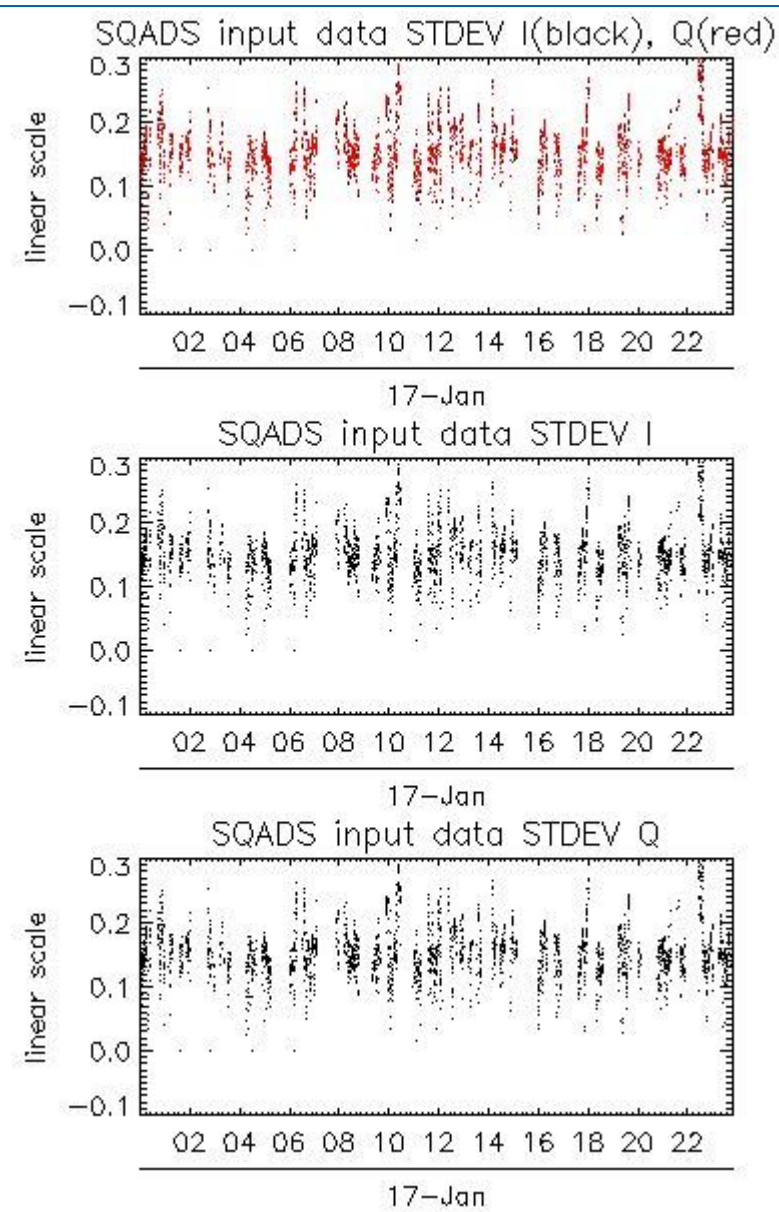 SQADS input data STDEV I(black), Q(red)
0.3
0.2
0.1
0.0
−0.1
linear scale
02 04 06 08 10 12 14 16 18 20 22
17−Jan
SQADS input data STDEV I
0.3
0.2
0.1
0.0
−0.1
linear scale
02 04 06 08 10 12 14 16 18 20 22
17−Jan
SQADS input data STDEV Q
0.3
0.2
0.1
0.0
−0.1
linear scale
02 04 06 08 10 12 14 16 18 20 22
17−Jan